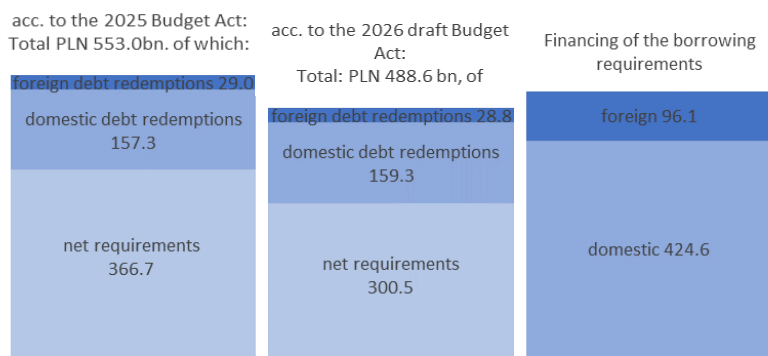 acc. to the 2025 Budget Act:
Total PLN 553.0bn. of which:
foreign debt redemptions 29.0
domestic debt redemptions
157.3
net requirements
366.7
acc. to the 2026 draft Budget
Act:
Total: PLN 488.6 bn, of
foreign debt redemptions 28.8
domestic debt redemptions
159.3
net requirements
300.5
Financing of the borrowing
requirements
foreign 96.1
domestic 424.6